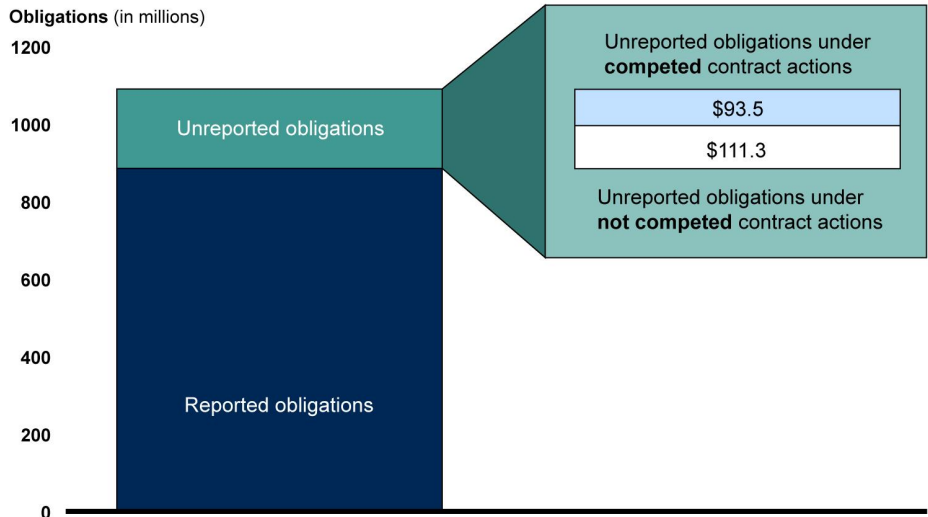 Obligations (in millions)
1200
1000
800
600
400
200
0
Unreported obligations
Reported obligations
Unreported obligations under
competed contract actions
$93.5
$111.3
Unreported obligations under
not competed contract actions